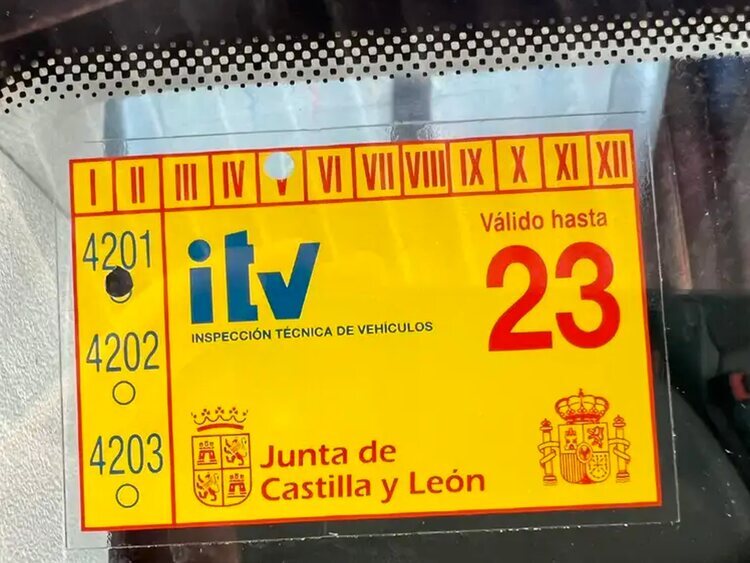 I II III IV V VI VII VIII IX X XI XII
4201
4202
4203
itv
INSPECCIÓN TÉCNICA DE VEHÍCULOS
Válido hasta
23
Junta de
Castilla y León